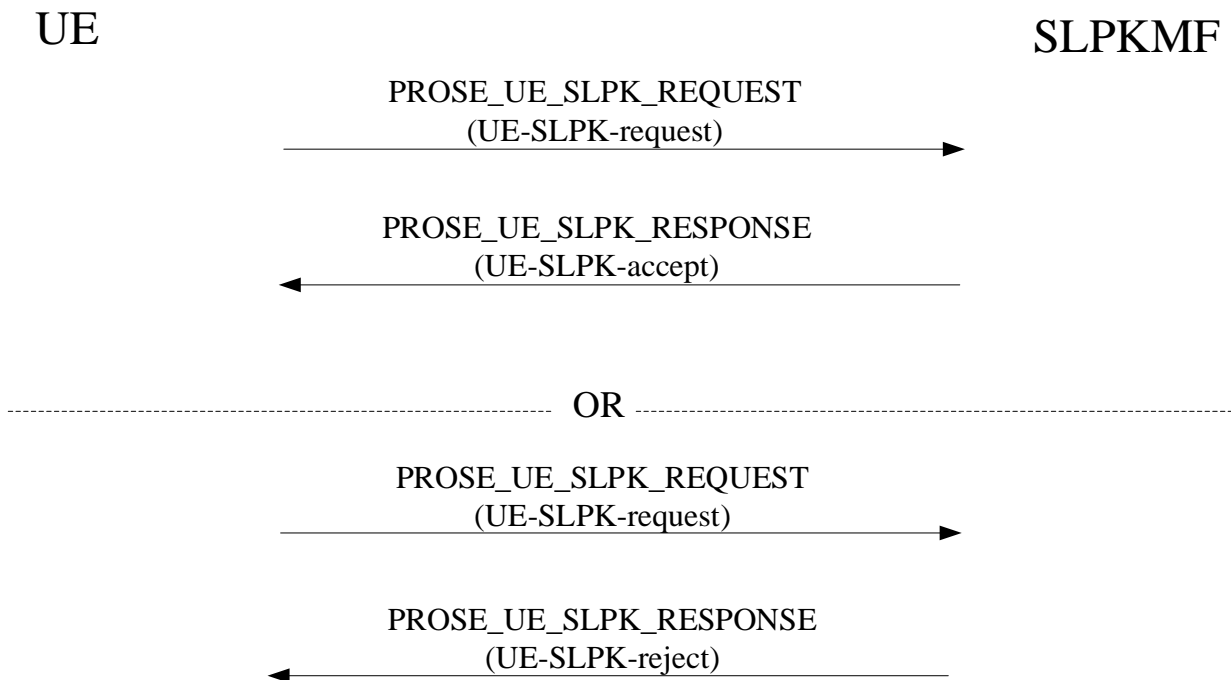 UE
SLPKMF
PROSE_UE_SLPK_REQUEST
(UE-SLPK-request)
PROSE_UE_SLPK_RESPONSE
(UE-SLPK-accept)
OR
PROSE_UE_SLPK_REQUEST
(UE-SLPK-request)
PROSE_UE_SLPK_RESPONSE
(UE-SLPK-reject)